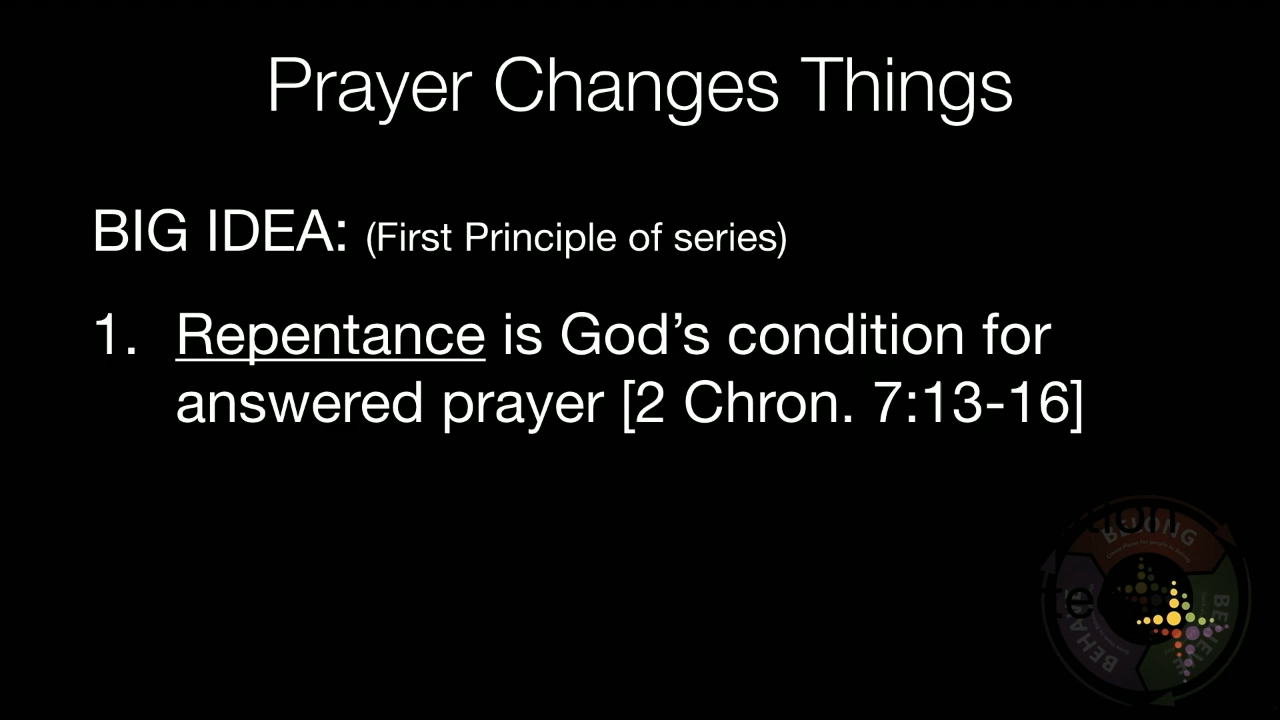 Prayer Changes Things
BIG IDEA: (First Principle of series)
1. Repentance is God’s condition for
answered prayer [2 Chron. 7:13-16]
BELONG